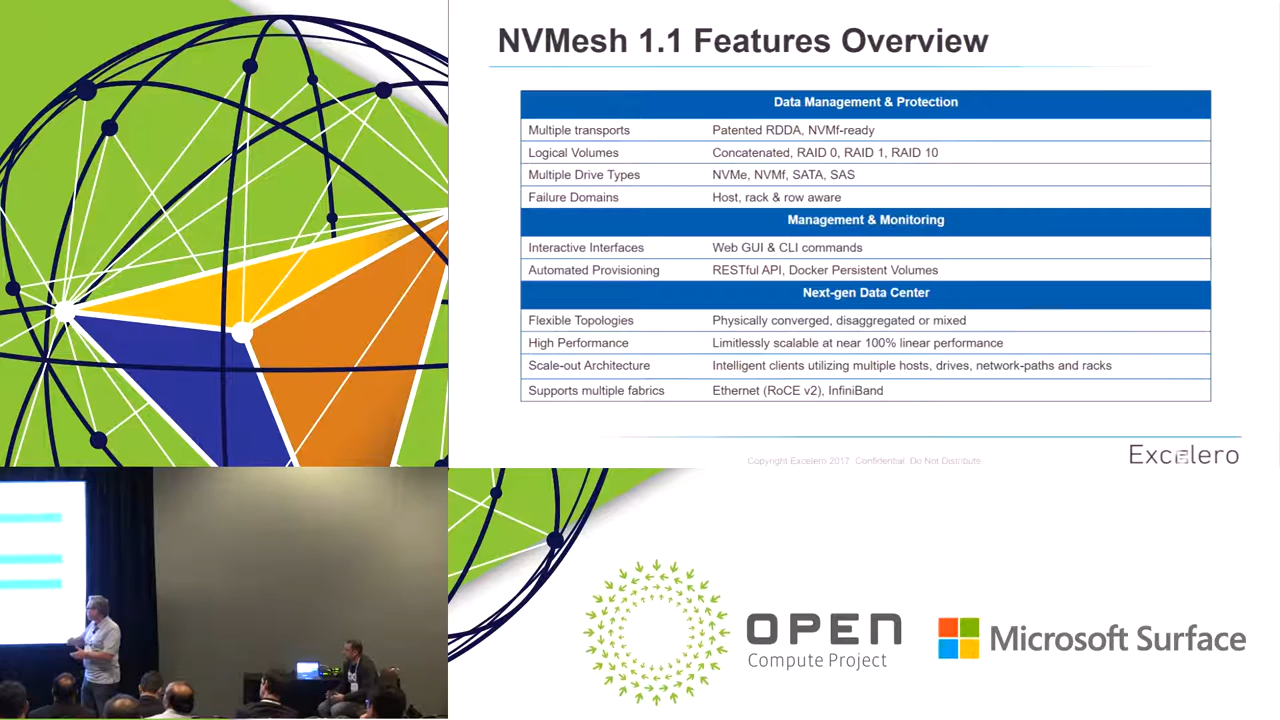 NVMesh 1.1 Features Overview
Data Management & Protection
Multiple transports Patented RDDA, NVMf-ready
Logical Volumes Concatenated, RAID 0, RAID 1, RAID 10
Multiple Drive Types NVMe, NVMf, SATA, SAS
Failure Domains Host, rack & row aware
Management & Monitoring
Interactive Interfaces Web GUI & CLI commands
Automated Provisioning RESTful API, Docker Persistent Volumes
Next-gen Data Center
Flexible Topologies Physically converged, disaggregated or mixed
High Performance Limitlessly scalable at near 100% linear performance
Scale-out Architecture Intelligent clients utilizing multiple hosts, drives, network-paths and racks
Supports multiple fabrics Ethernet (RoCE v2), InfiniBand
Copyright Excelero 2017 Confidential Do Not Distribute
Excelero
OPEN
Compute Project
Microsoft Surface